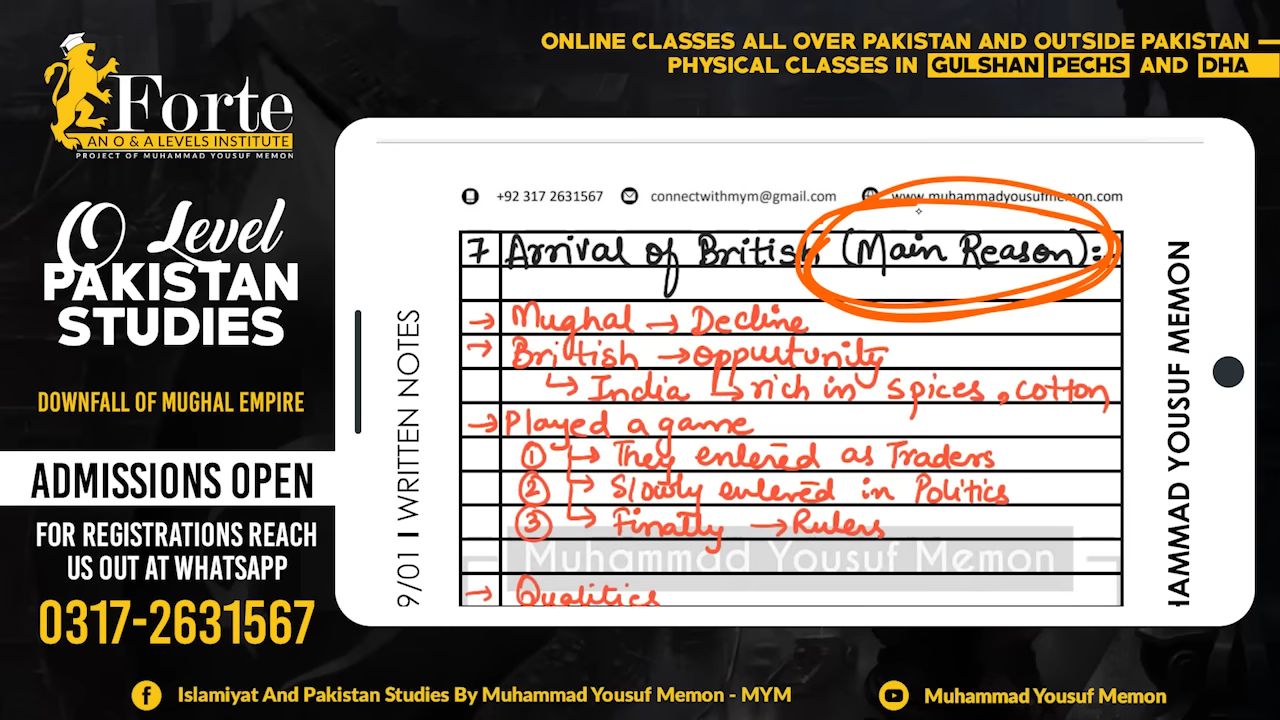 ONLINE CLASSES ALL OVER PAKISTAN AND OUTSIDE PAKISTAN
PHYSICAL CLASSES IN GULSHAN PECHS AND DHA
Forte
AN O & A LEVELS INSTITUTE
PROJECT OF MUHAMMAD YOUSUF MEMON
O Level
PAKISTAN
STUDIES
DOWNFALL OF MUGHAL EMPIRE
ADMISSIONS OPEN
FOR REGISTRATIONS REACH
US OUT AT WHATSAPP
0317-2631567
+92 317 2631567 connectwithmym@gmail.com www.muhammadyousufmemon.com
7 Arrival of British (Main Reason):-
→ Mughal → Decline
→ British → oppurtunity
↳ India ↳ rich in spices, cotton
→ Played a game
① → They entered as Traders
② → Slowly entered in Politics
③ ↳ Finally → Rulers
Muhammad Yousuf Memon
→ Qualities
9/01 I WRITTEN NOTES
HAMMAD YOUSUF MEMON
Islamiyat And Pakistan Studies By Muhammad Yousuf Memon - MYM
Muhammad Yousuf Memon